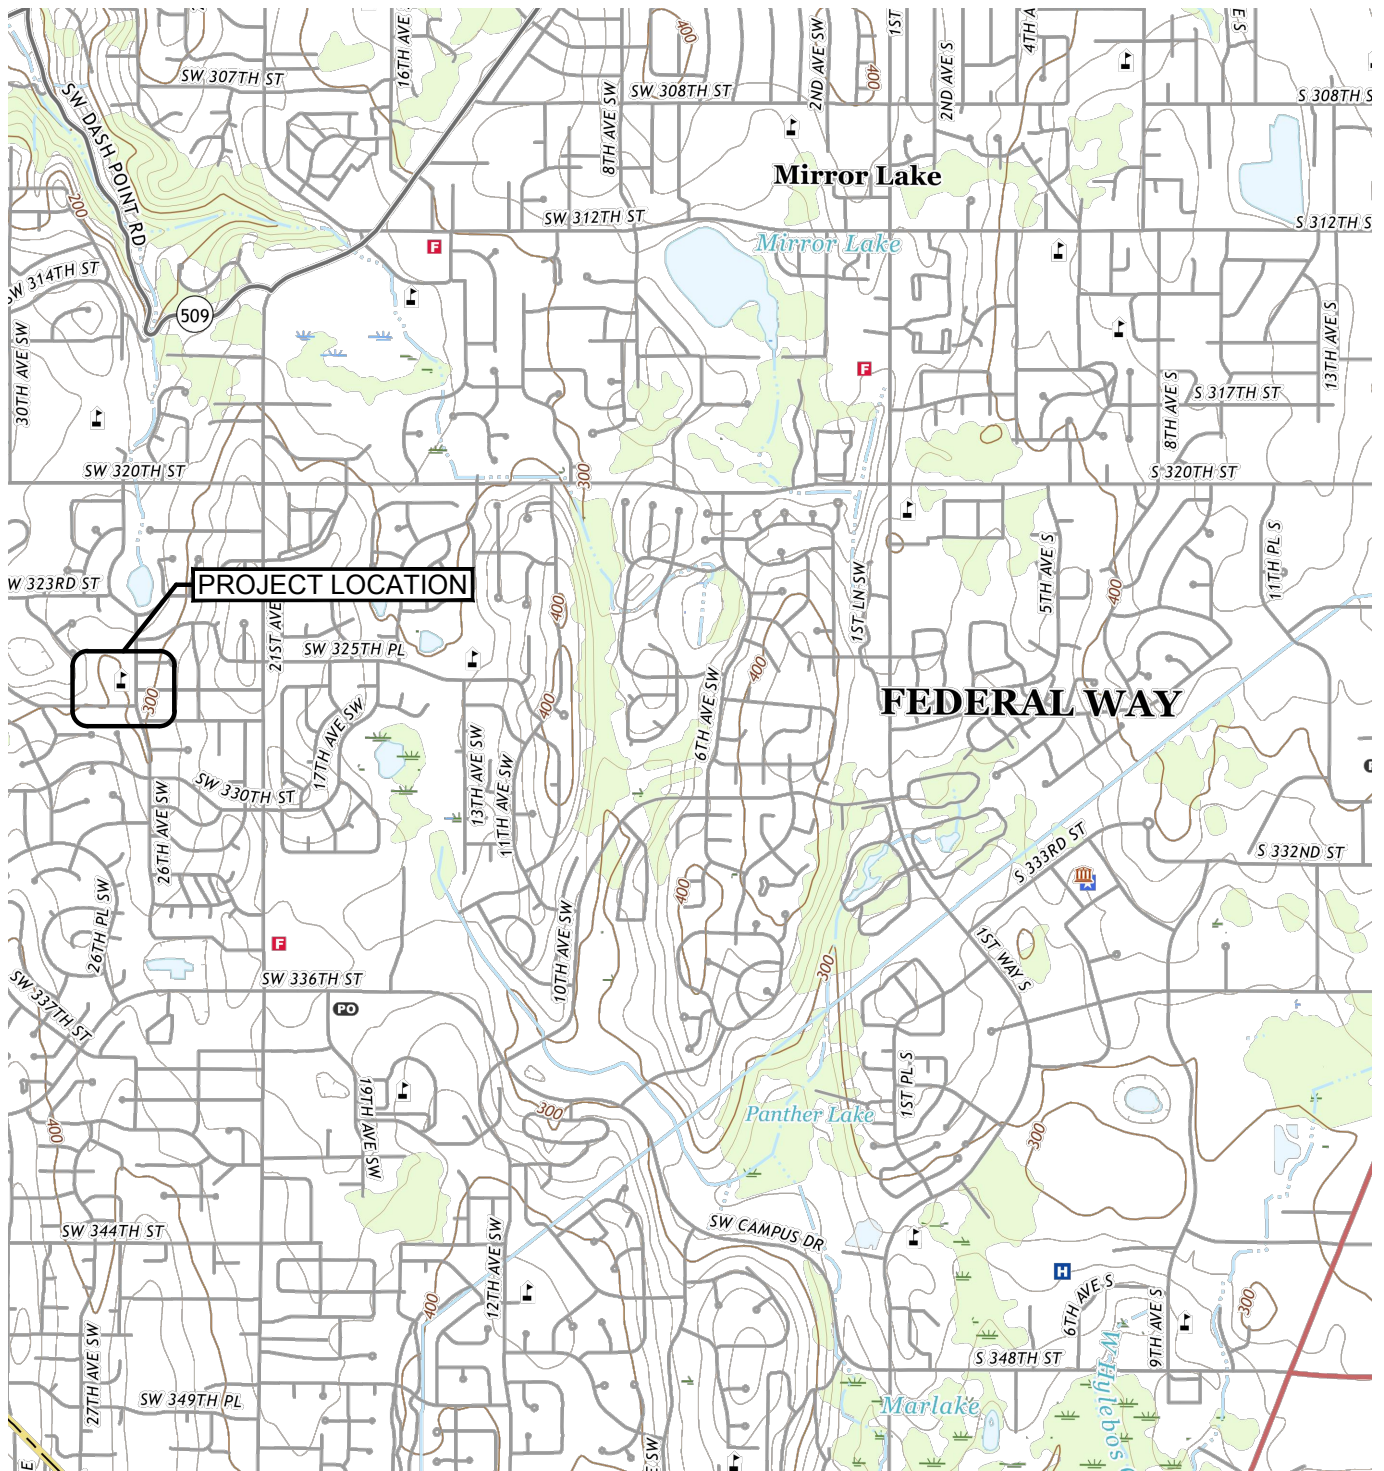 400
16TH AVE
SW 307TH ST
SW 308TH ST
8TH AVE SW
2ND AVE SW
400
1ST
2ND AVE S
4TH A
S E
S 308TH S
SW DASH POINT RD
200
Mirror Lake
SW 312TH ST
S 312TH S
F
Mirror Lake
SW 314TH ST
509
30TH AVE SW
13TH AVE S
F
8TH AVE S
S 317TH ST
SW 320TH ST
300
S 320TH ST
W 323RD ST
PROJECT LOCATION
21ST AVE
SW 325TH PL
400
1ST LN SW
5TH AVE S
400
11TH PL S
300
17TH AVE SW
400
6TH AVE SW
400
FEDERAL WAY
SW 330TH ST
26TH AVE SW
13TH AVE SW
11TH AVE SW
S 333RD ST
S 332ND ST
26TH PL SW
400
10TH AVE SW
F
SW 336TH ST
SW 337TH ST
PO
300
1ST WAY S
19TH AVE SW
300
1ST PL S
Panther Lake
300
400
SW 344TH ST
12TH AVE SW
SW CAMPUS DR
H
6TH AVE S
9TH AVE S
300
400
27TH AVE SW
SW 349TH PL
S 348TH ST
W Hylebos C
Marlake
E
E SW